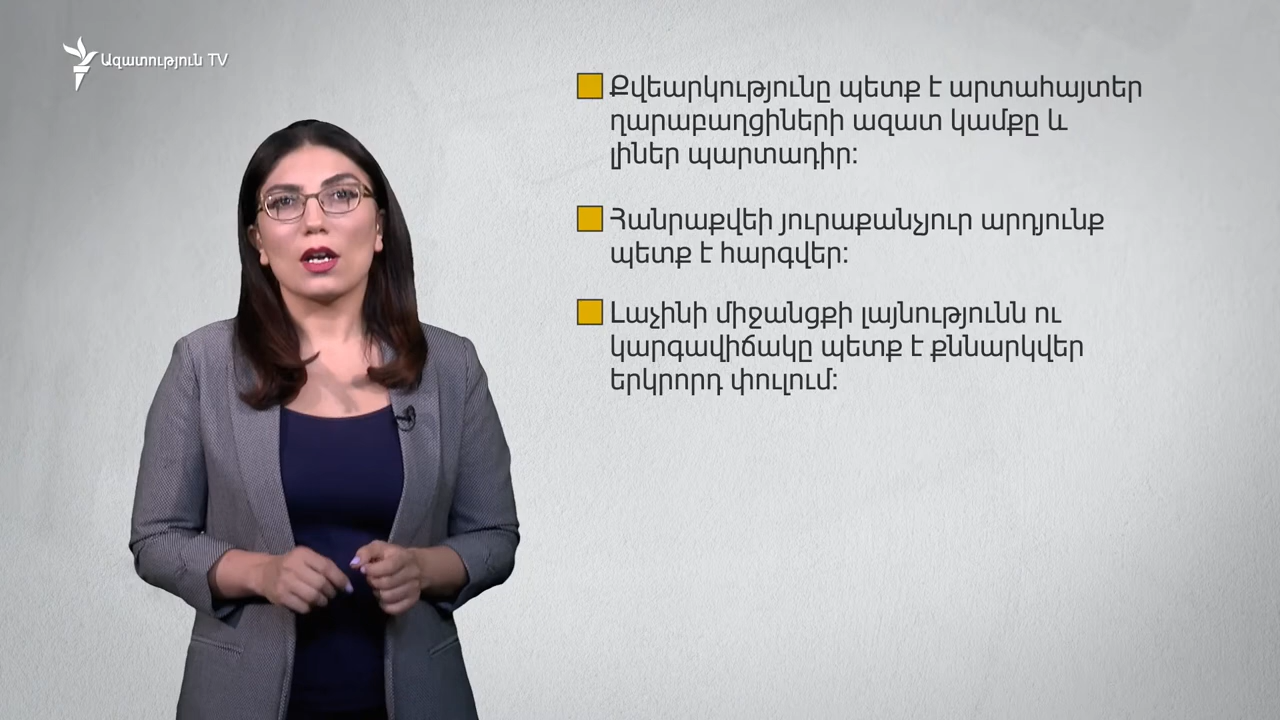 Ազատություն TV
Քվեարկությունը պետք է արտահայտեր
ղարաբաղցիների ազատ կամքը և
լիներ պարտադիր:
Հանրաքվեի յուրաքանչյուր արդյունք
պետք է հարգվեր:
Լաչինի միջանցքի լայնությունն ու
կարգավիճակը պետք է քննարկվեր
երկրորդ փուլում: